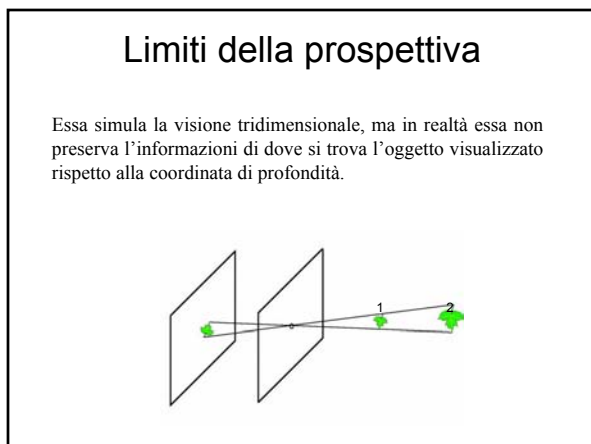 Limiti della prospettiva
Essa simula la visione tridimensionale, ma in realtà essa non
preserva l'informazioni di dove si trova l'oggetto visualizzato
rispetto alla coordinata di profondità.
1
2
o